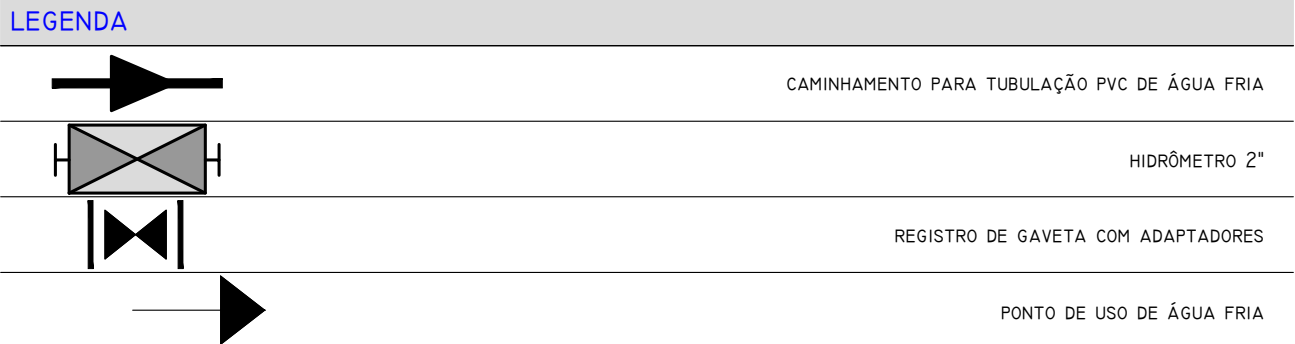 LEGENDA
CAMINHAMENTO PARA TUBULAÇÃO PVC DE ÁGUA FRIA
HIDRÔMETRO 2"
REGISTRO DE GAVETA COM ADAPTADORES
PONTO DE USO DE ÁGUA FRIA